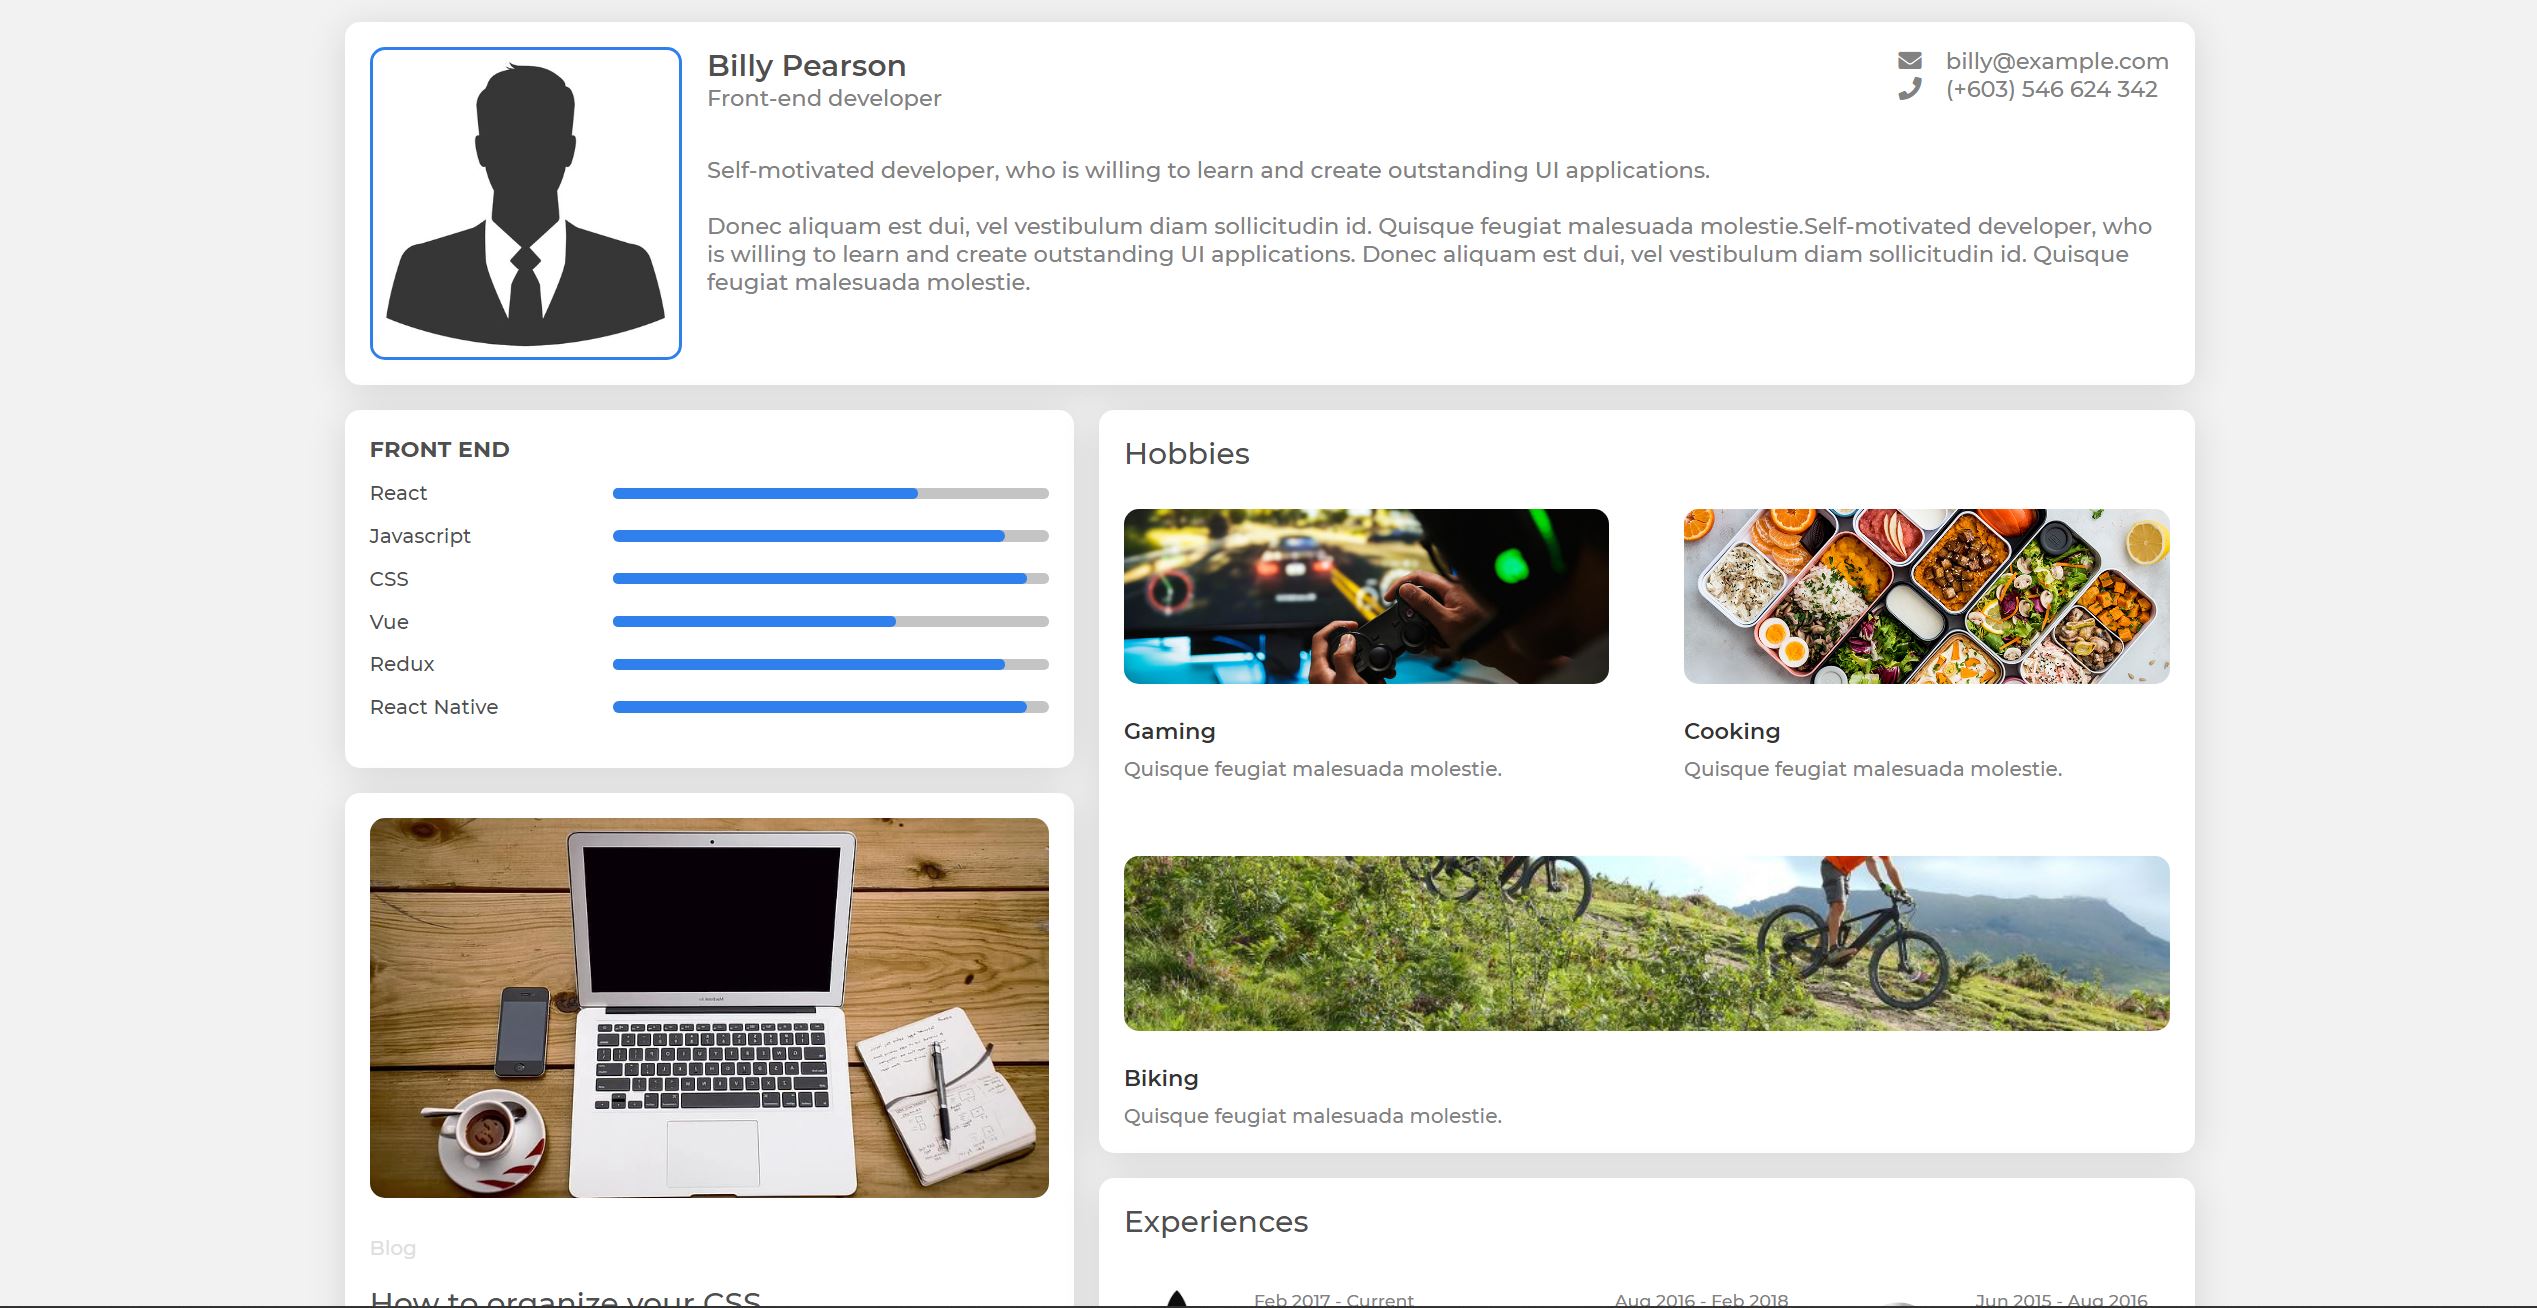 Billy Pearson
Front-end developer
billy@example.com
(+603) 546 624 342
Self-motivated developer, who is willing to learn and create outstanding UI applications.
Donec aliquam est dui, vel vestibulum diam sollicitudin id. Quisque feugiat malesuada molestie.Self-motivated developer, who
is willing to learn and create outstanding UI applications. Donec aliquam est dui, vel vestibulum diam sollicitudin id. Quisque
feugiat malesuada molestie.
FRONT END
React
Javascript
CSS
Vue
Redux
React Native
Blog
How to organize your CSS
Hobbies
Gaming
Quisque feugiat malesuada molestie.
Cooking
Quisque feugiat malesuada molestie.
Biking
Quisque feugiat malesuada molestie.
Experiences
Feb 2017 - Current
Aug 2016 - Feb 2018
Jun 2015 - Aug 2016